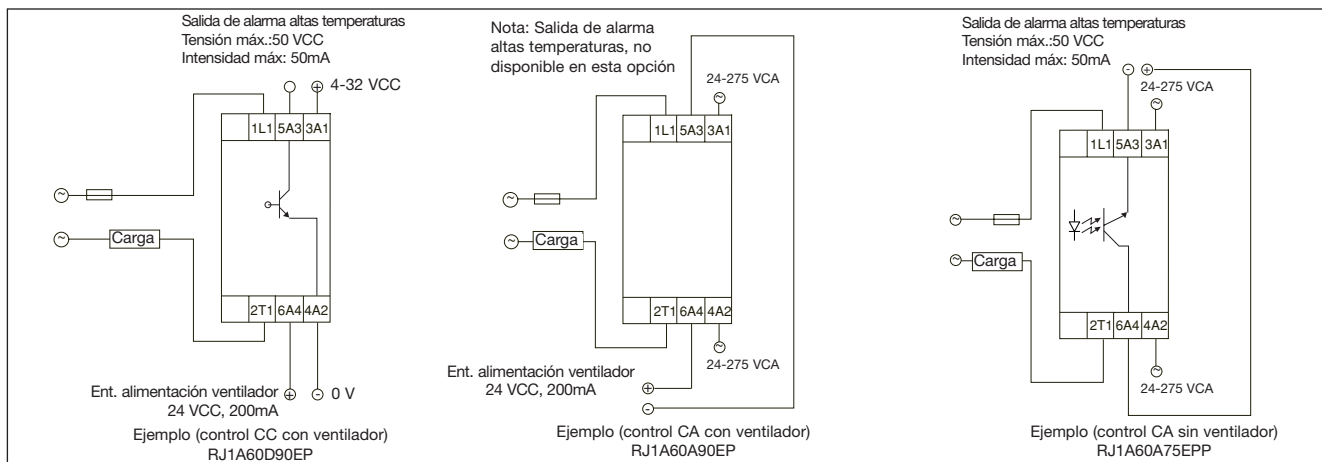 Salida de alarma altas temperaturas
Tensión máx.:50 VCC
Intensidad máx: 50mA
4-32 VCC
1L1 5A3 3A1
Carga
2T1 6A4 4A2
Ent. alimentación ventilador
24 VCC, 200mA
0 V
Ejemplo (control CC con ventilador)
RJ1A60D90EP
Nota: Salida de alarma
altas temperaturas, no
disponible en esta opción
24-275 VCA
1L1 5A3 3A1
Carga
2T1 6A4 4A2
24-275 VCA
Ent. alimentación ventilador
24 VCC, 200mA
Ejemplo (control CA con ventilador)
RJ1A60A90EP
Salida de alarma altas temperaturas
Tensión máx.:50 VCC
Intensidad máx: 50mA
24-275 VCA
1L1 5A3 3A1
Carga
2T1 6A4 4A2
24-275 VCA
Ejemplo (control CA sin ventilador)
RJ1A60A75EPP